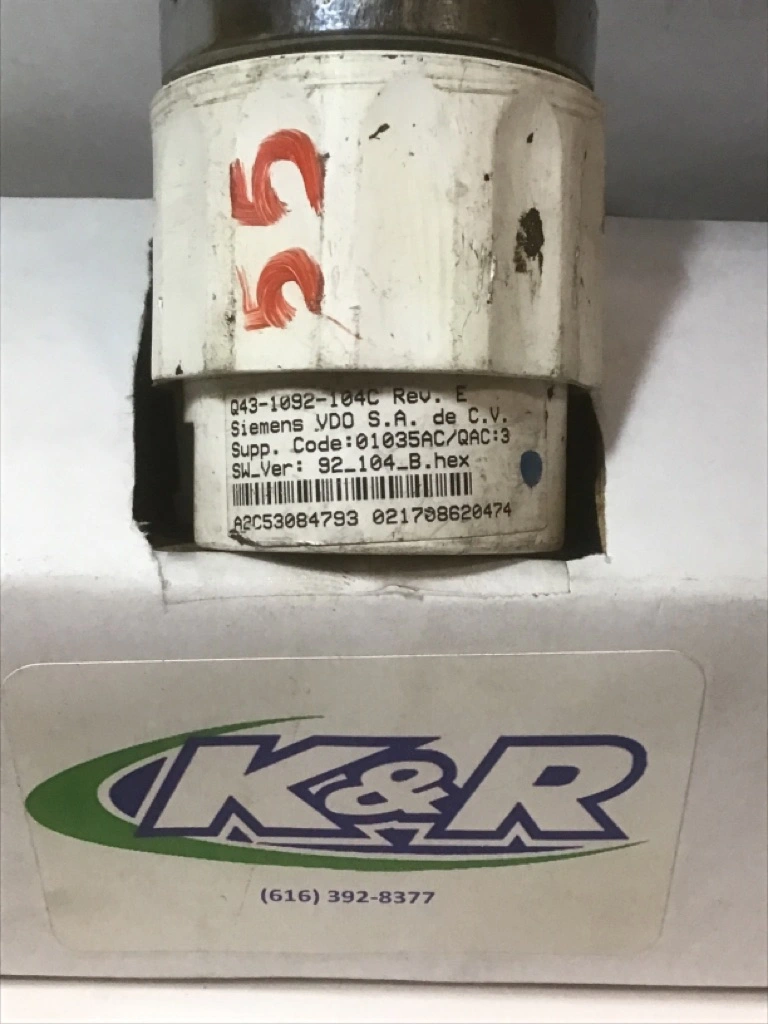 55
Q43-1092-104C Rev. E
Siemens VDO S.A. de C.V.
Supp. Code:01035AC/QAC:3
SW_Ver: 92_104_B.hex
A2C53084793 021708620474
K&R
(616) 392-8377